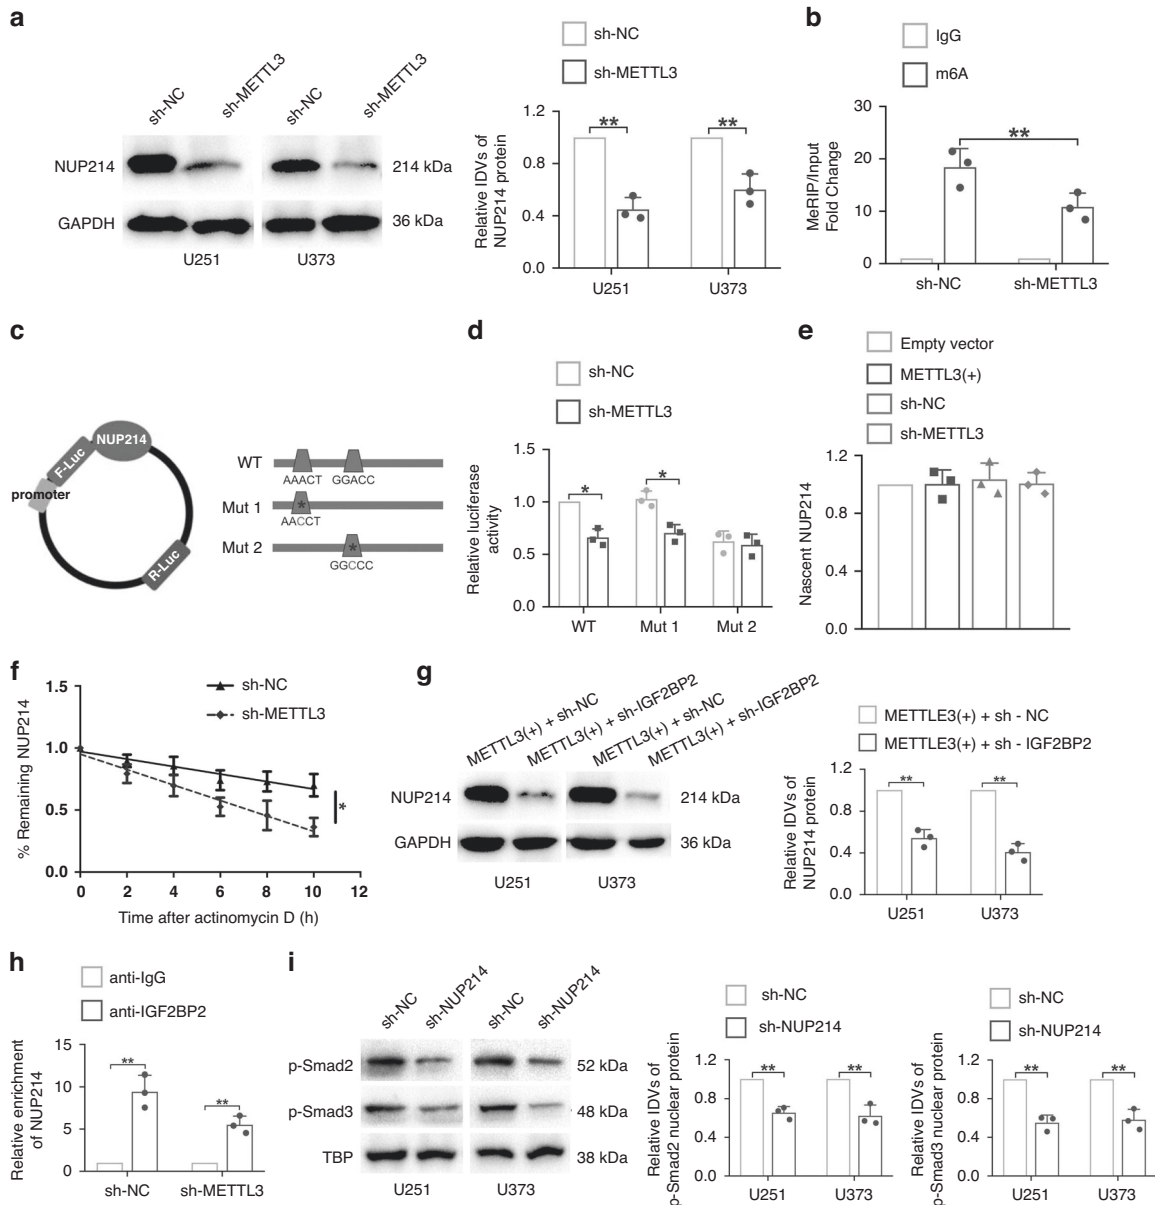 a
sh-NC
sh-METTL3
sh-NC
sh-METTL3
NUP214
214 kDa
GAPDH
36 kDa
U251
U373
sh-NC
sh-METTL3
Relative IDVs of
NUP214 protein
1.2
0.8
0.4
0.0
**
**
U251
U373
b
IgG
m6A
MeRIP/Input
Fold Change
30
20
10
0
**
sh-NC
sh-METTL3
c
NUP214
F-Luc
promoter
R-Luc
WT
AAACT
GGACC
Mut 1
*
AACCT
Mut 2
*
GGCCC
d
sh-NC
sh-METTL3
Relative luciferase
activity
1.5
1.0
0.5
0.0
*
*
WT
Mut 1
Mut 2
e
Empty vector
METTL3(+)
sh-NC
sh-METTL3
Nascent NUP214
1.2
0.8
0.4
0.0
f
sh-NC
sh-METTL3
% Remaining NUP214
1.5
1.0
0.5
0.0
*
0
2
4
6
8
10
12
Time after actinomycin D (h)
g
METTL3(+) + sh-NC
METTL3(+) + sh-IGF2BP2
METTL3(+) + sh-NC
METTL3(+) + sh-IGF2BP2
NUP214
214 kDa
GAPDH
36 kDa
U251
U373
METTLE3(+) + sh - NC
METTLE3(+) + sh - IGF2BP2
Relative IDVs of
NUP214 protein
1.2
0.8
0.4
0.0
**
**
U251
U373
h
anti-IgG
anti-IGF2BP2
Relative enrichment
of NUP214
15
10
5
0
**
**
sh-NC
sh-METTL3
i
sh-NC
sh-NUP214
sh-NC
sh-NUP214
p-Smad2
52 kDa
p-Smad3
48 kDa
TBP
38 kDa
U251
U373
sh-NC
sh-NUP214
Relative IDVs of
p-Smad2 nuclear protein
1.2
0.8
0.4
0.0
**
**
U251
U373
sh-NC
sh-NUP214
Relative IDVs of
p-Smad3 nuclear protein
1.2
0.8
0.4
0.0
**
**
U251
U373